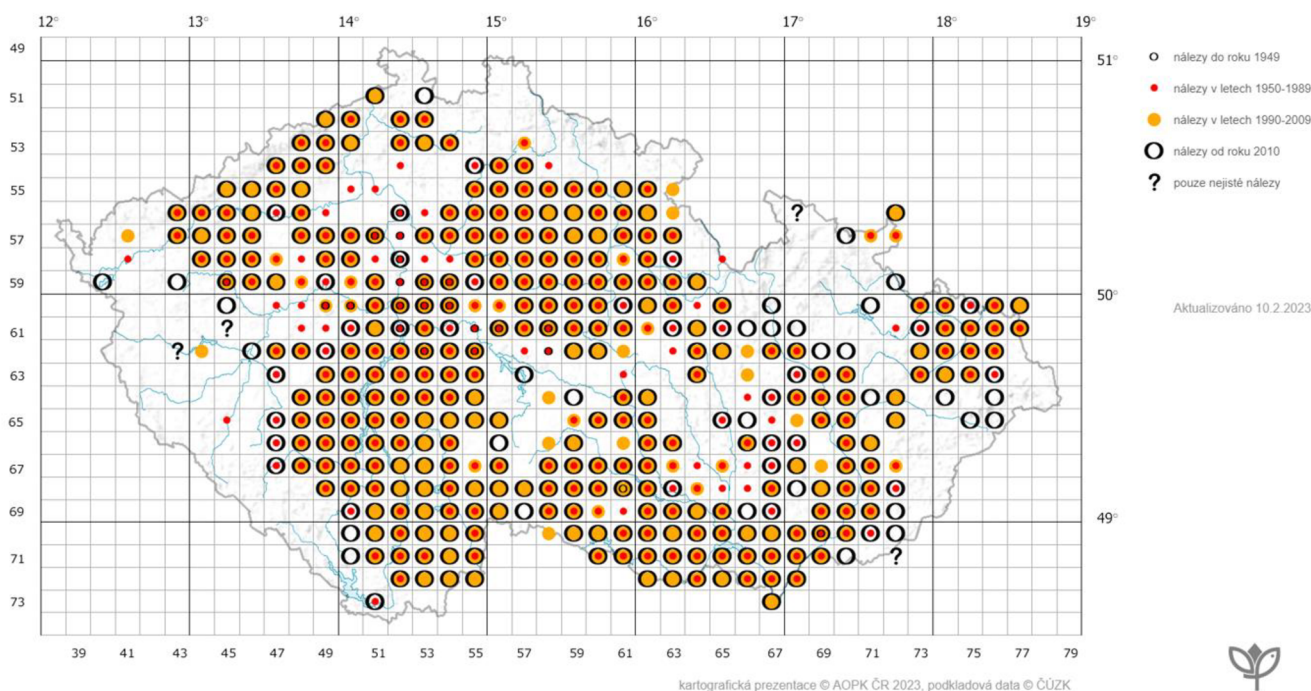 12° 13° 14° 15° 16° 17° 18° 19°
49
51° nálezy do roku 1949
51 nálezy v letech 1950-1989
nálezy v letech 1990-2009
53 nálezy od roku 2010
? pouze nejisté nálezy
55
?
57
59
50° Aktualizováno 10.2.2023
61 ?
?
63
65
67
69
49°
71 ?
73
39 41 43 45 47 49 51 53 55 57 59 61 63 65 67 69 71 73 75 77 79
kartografická prezentace © AOPK ČR 2023, podkladová data © ČÚZK